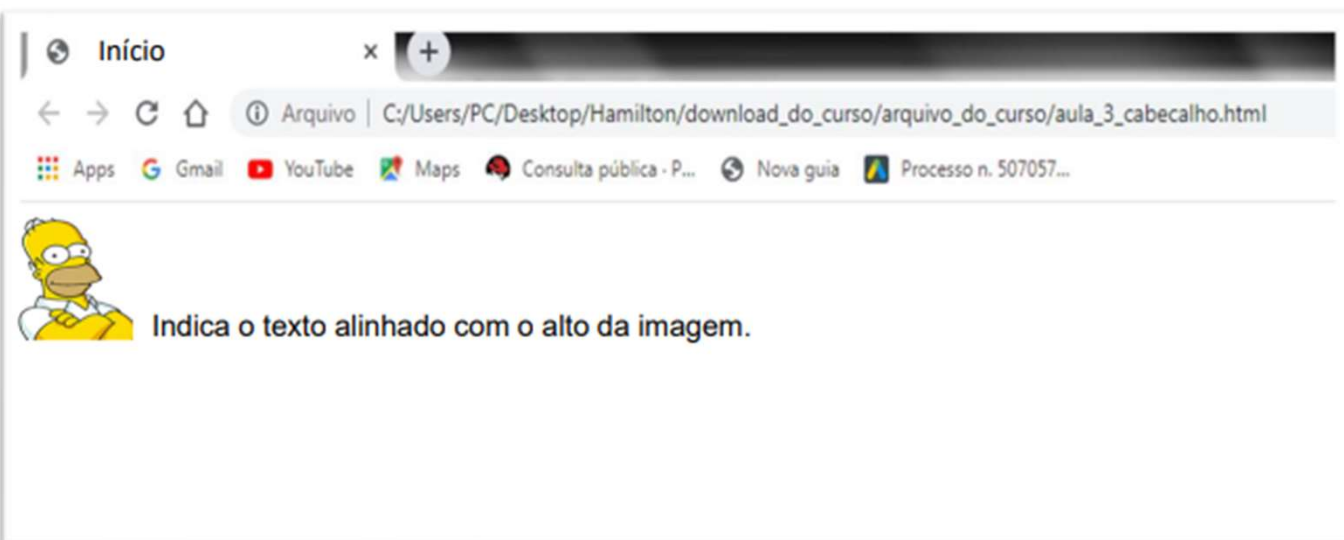 Início × +
Arquivo | C:/Users/PC/Desktop/Hamilton/download_do_curso/arquivo_do_curso/aula_3_cabecalho.html
Apps Gmail YouTube Maps Consulta pública - P... Nova guia Processo n. 507057...
Indica o texto alinhado com o alto da imagem.